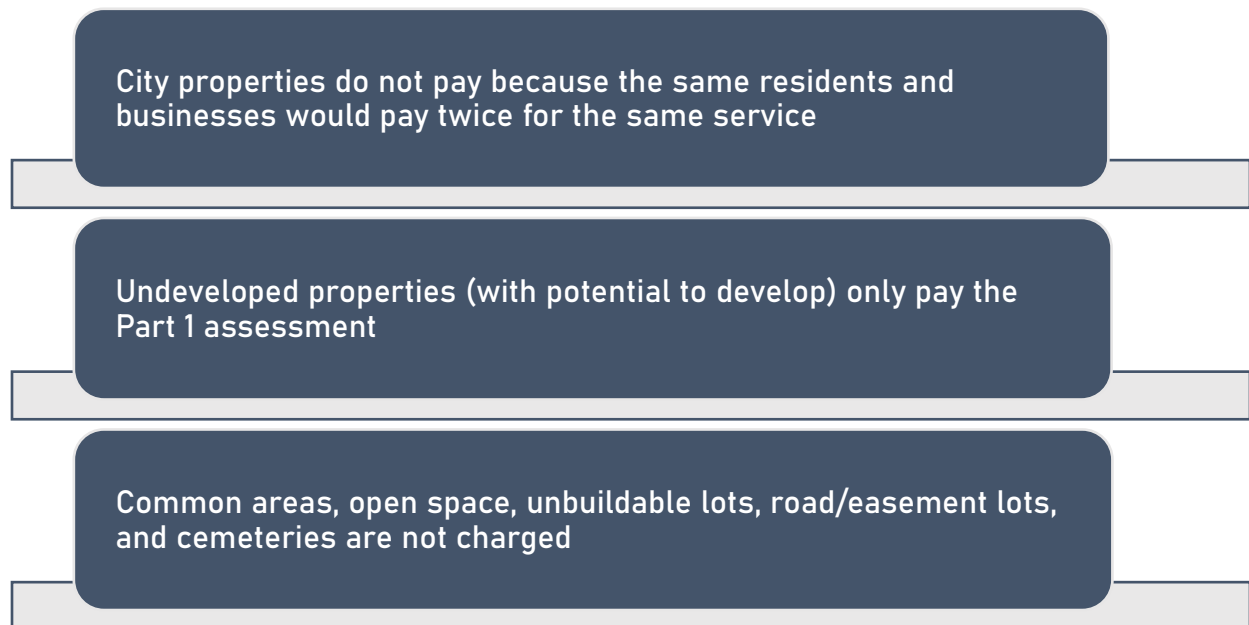 City properties do not pay because the same residents and
businesses would pay twice for the same service
Undeveloped properties (with potential to develop) only pay the
Part 1 assessment
Common areas, open space, unbuildable lots, road/easement lots,
and cemeteries are not charged